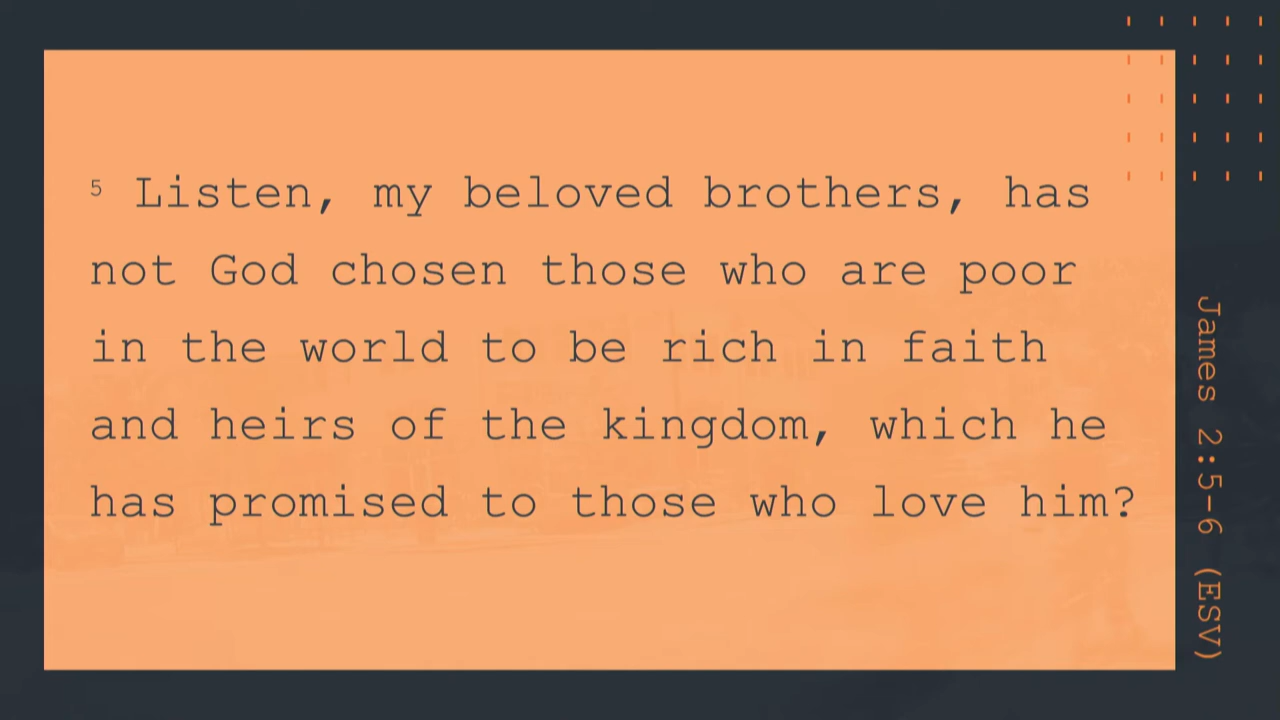 5 Listen, my beloved brothers, has
not God chosen those who are poor
in the world to be rich in faith
and heirs of the kingdom, which he
has promised to those who love him?
James 2:5-6 (ESV)